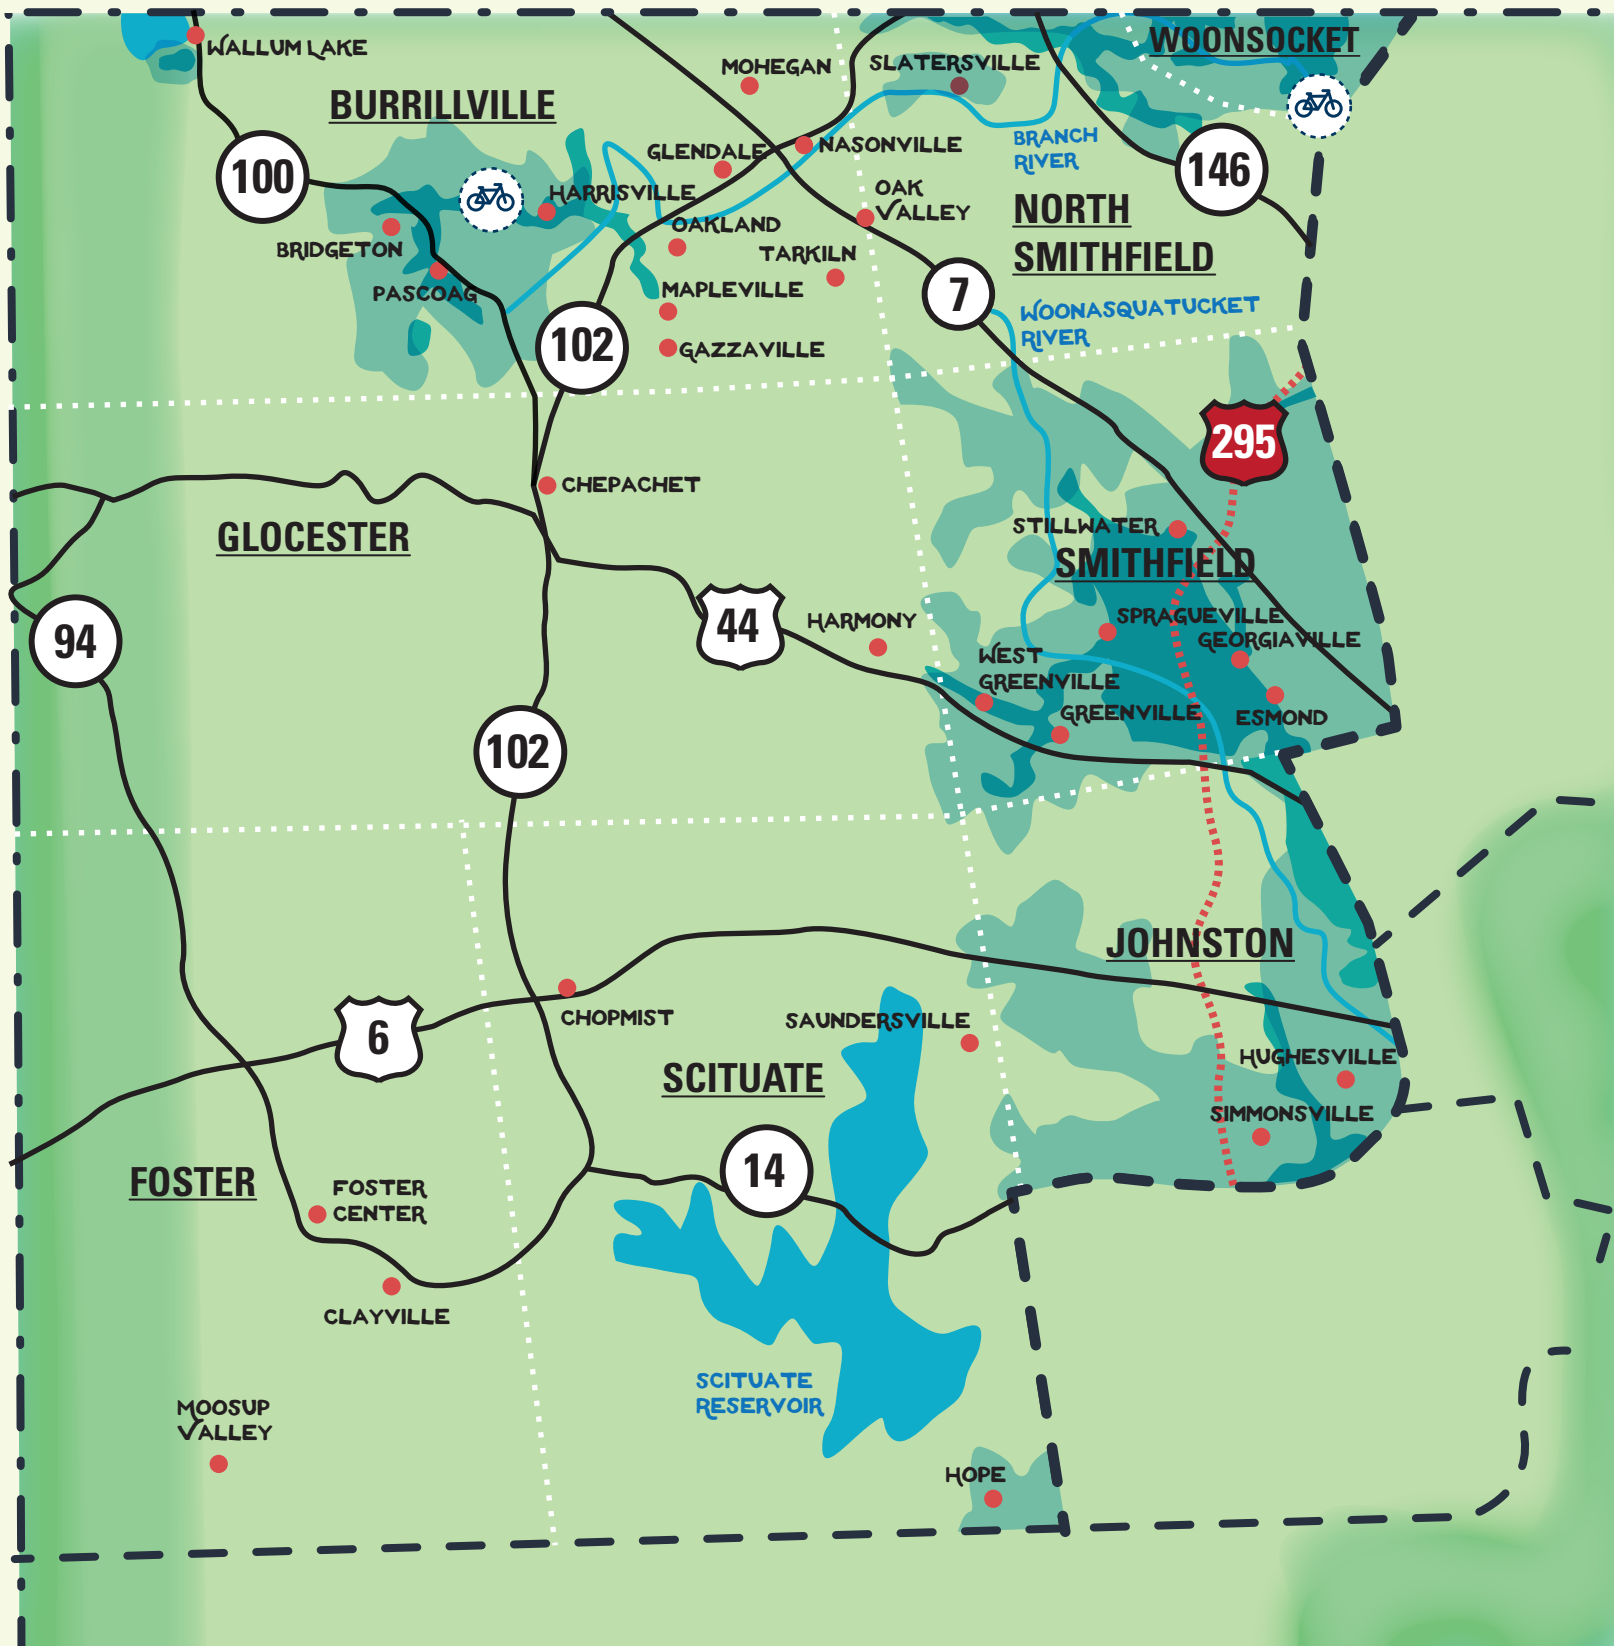 WOONSOCKET
WALLUM LAKE
MOHEGAN
SLATERSVILLE
BURRILLVILLE
BRANCH
RIVER
GLENDALE
NASONVILLE
100
146
HARRISVILLE
OAK
VALLEY
NORTH
SMITHFIELD
BRIDGETON
OAKLAND
TARKILN
PASCOAG
MAPLEVILLE
7
WOONASQUATUCKET
RIVER
102
GAZZAVILLE
295
CHEPACHET
GLOCESTER
STILLWATER
SMITHFIELD
94
44
HARMONY
SPRAGUEVILLE
GEORGIAVILLE
WEST
GREENVILLE
GREENVILLE
ESMOND
102
JOHNSTON
6
CHOPMIST
SAUNDERSVILLE
HUGHESVILLE
SCITUATE
SIMMONSVILLE
14
FOSTER
FOSTER
CENTER
CLAYVILLE
SCITUATE
RESERVOIR
MOOSUP
VALLEY
HOPE